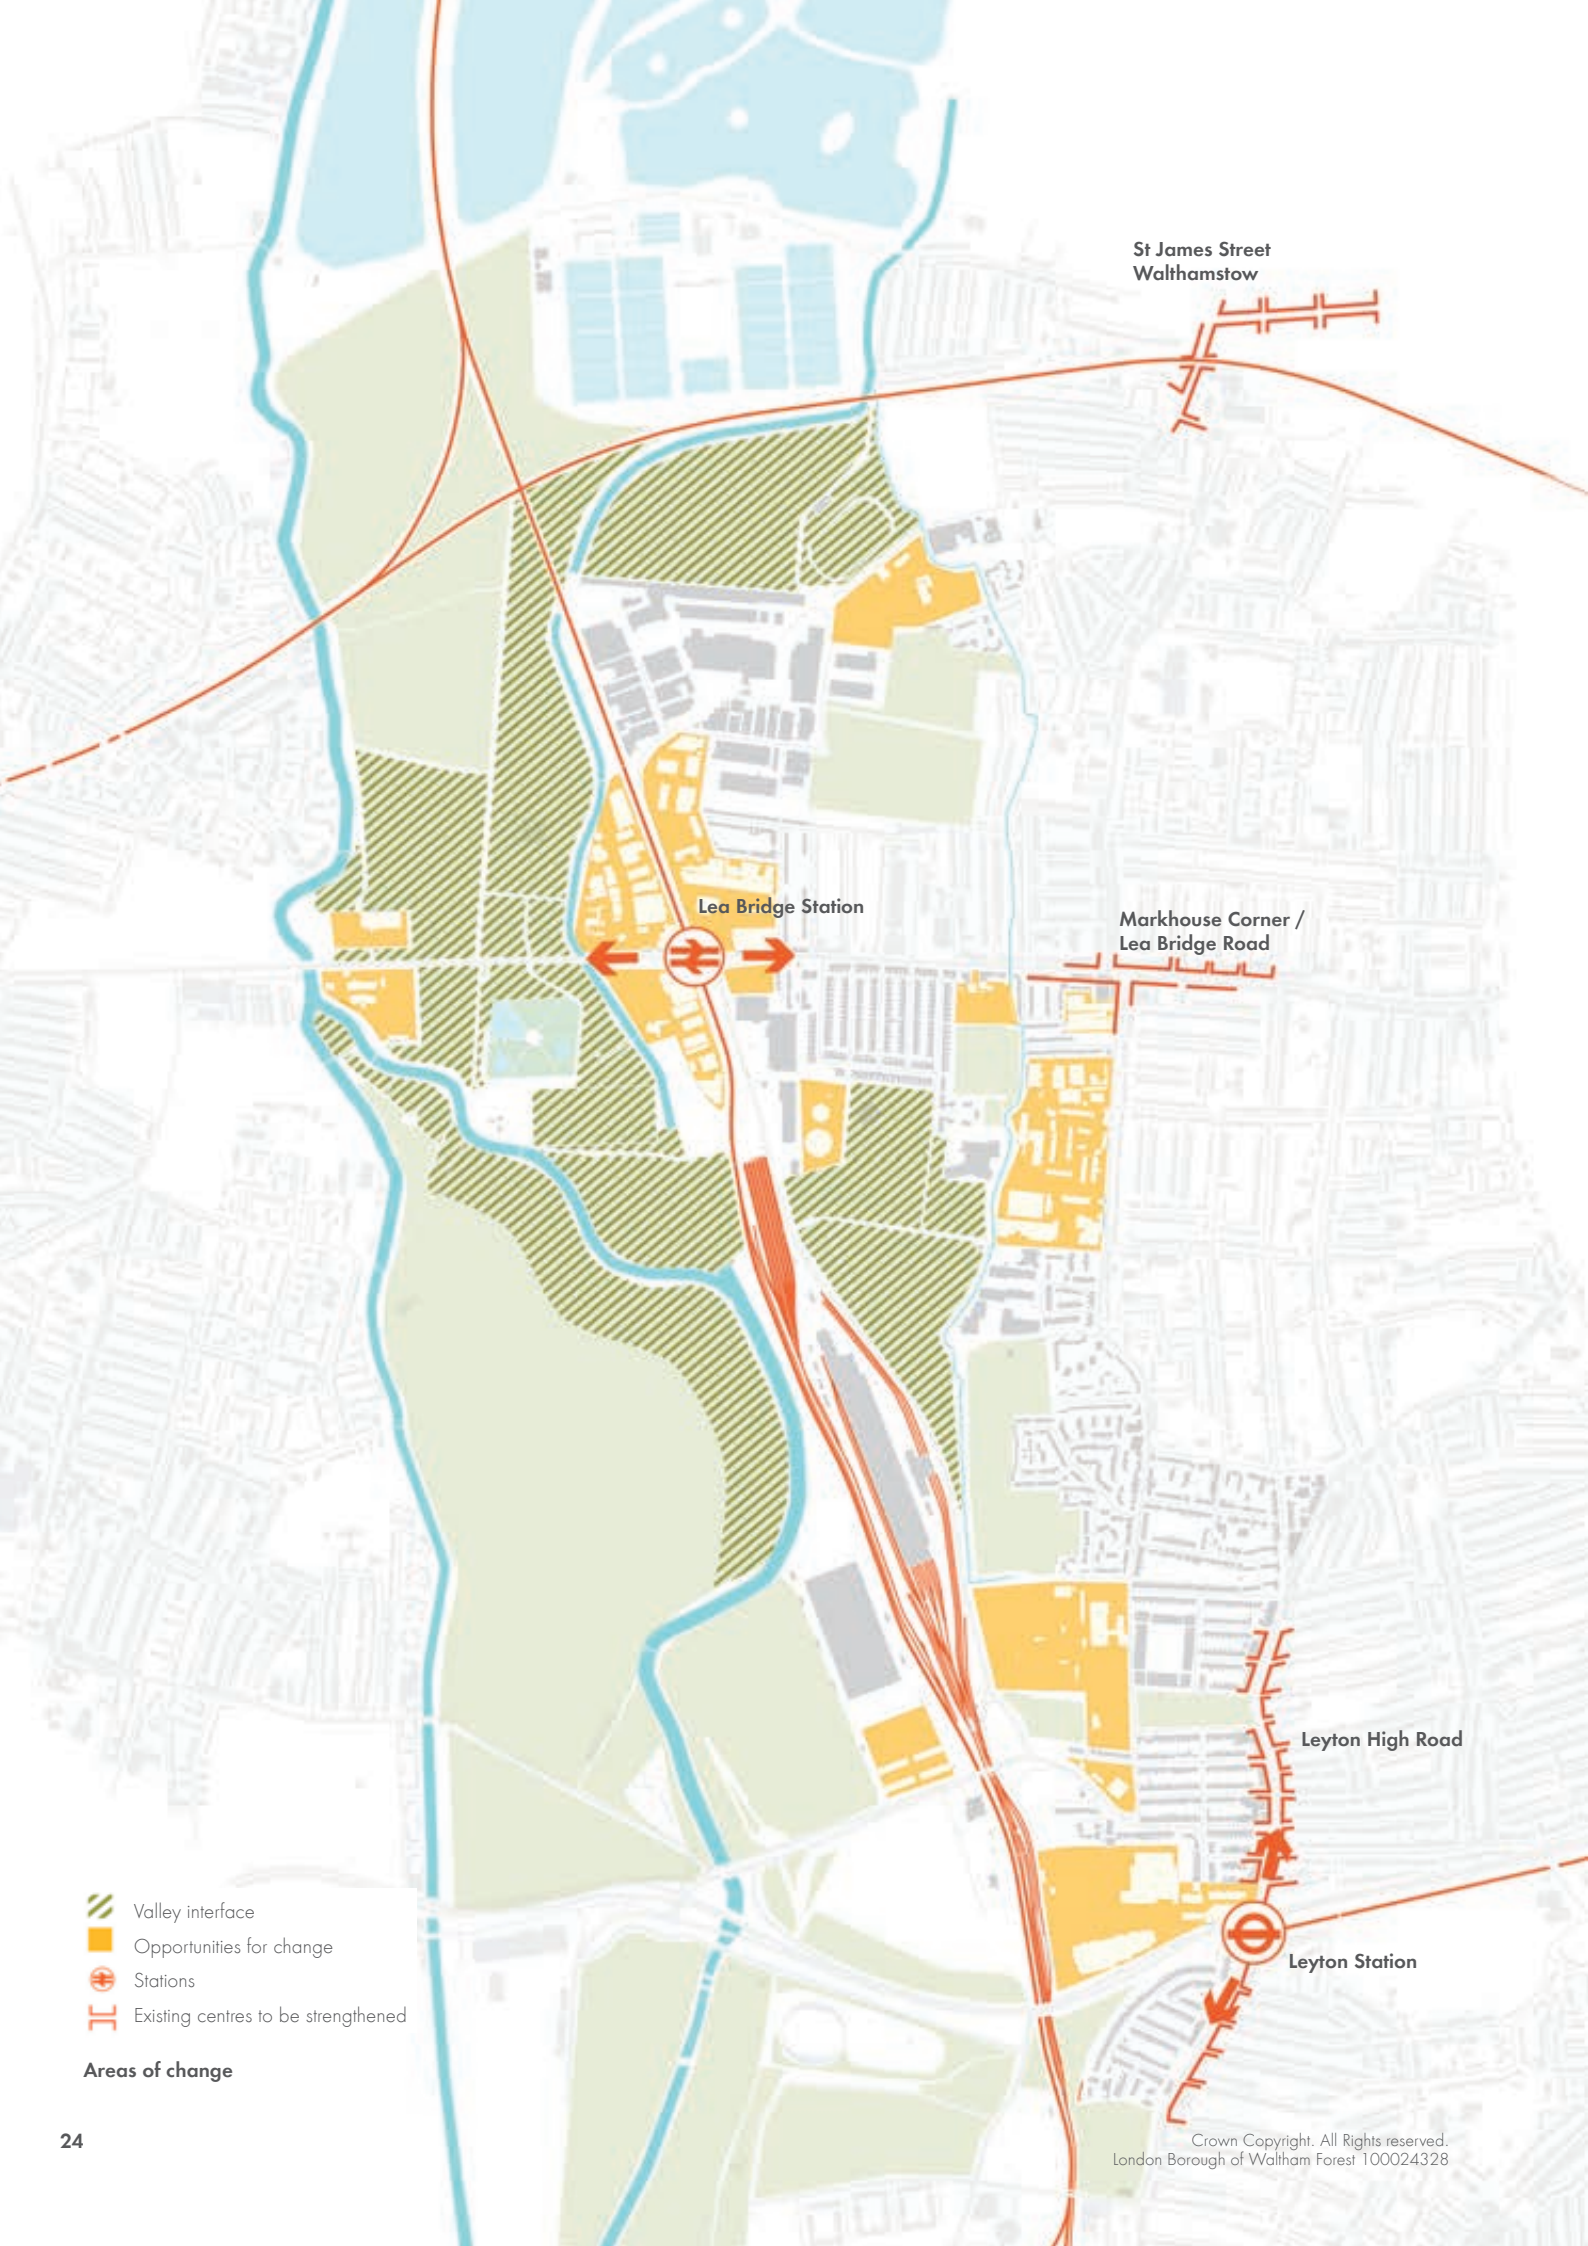 St James Street
Walthamstow
Lea Bridge Station
Markhouse Corner /
Lea Bridge Road
Leyton High Road
Leyton Station
Valley interface
Opportunities for change
Stations
Existing centres to be strengthened
Areas of change
24
Crown Copyright. All Rights reserved.
London Borough of Waltham Forest 100024328